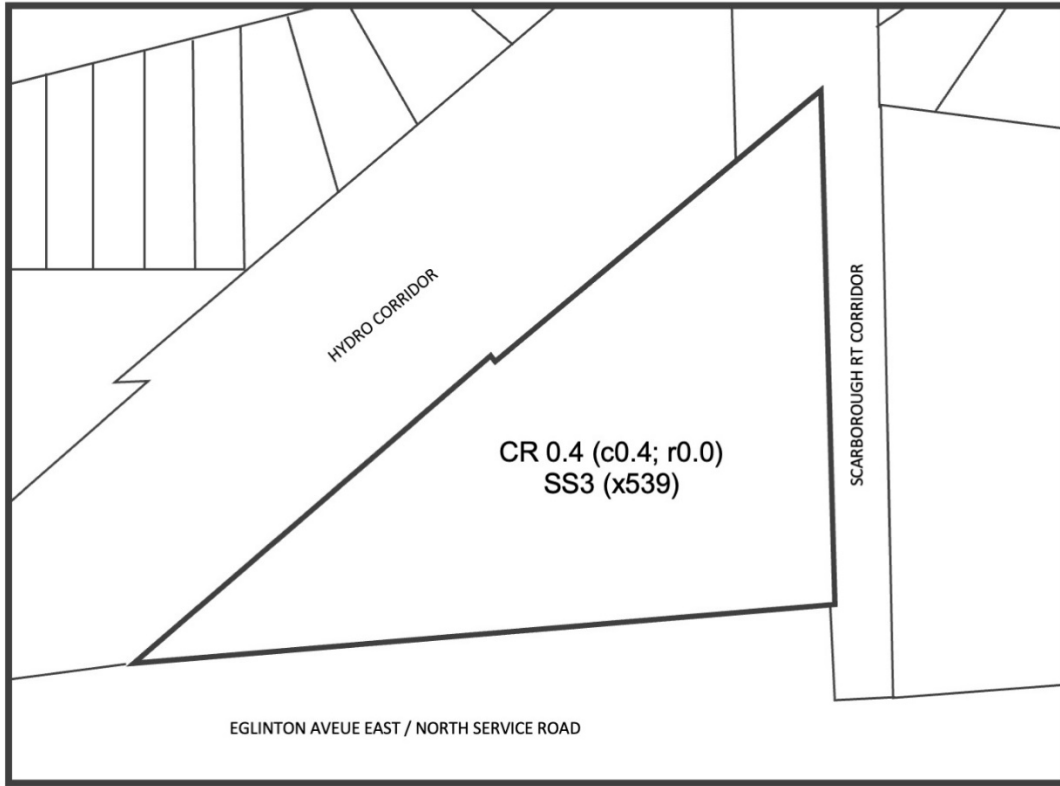 HYDRO CORRIDOR
SCARBOROUGH RT CORRIDOR
CR 0.4 (c0.4; r0.0)
SS3 (x539)
EGLINTON AVEUE EAST / NORTH SERVICE ROAD